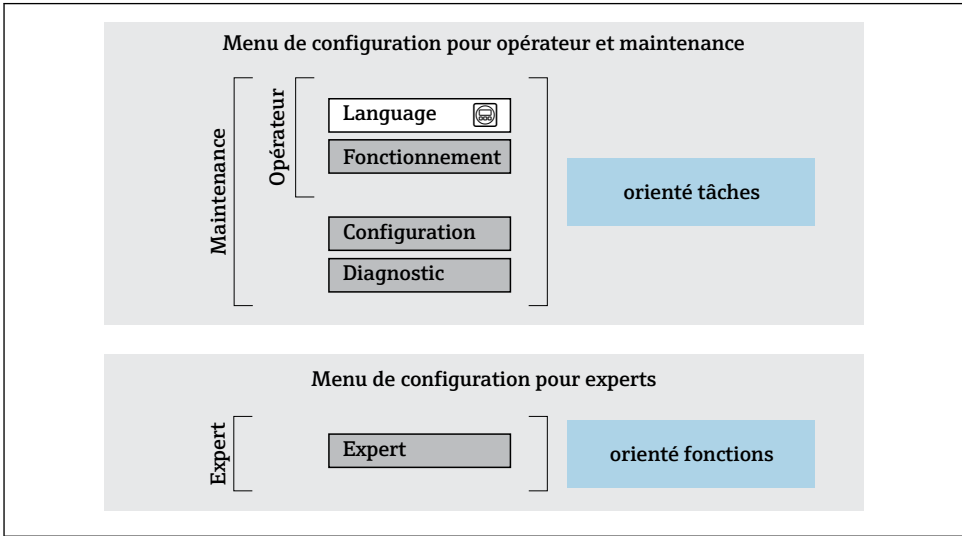 Menu de configuration pour opérateur et maintenance
Maintenance
Opérateur
Language
Fonctionnement
Configuration
Diagnostic
orienté tâches
Menu de configuration pour experts
Expert
Expert
orienté fonctions